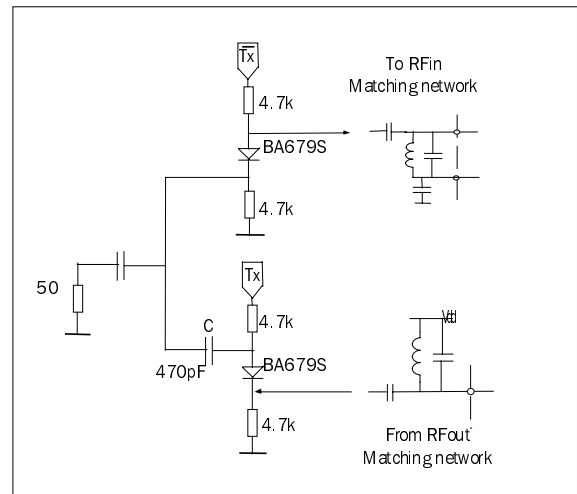 Tx
4.7k
To RFin
Matching network
BA679S
4.7k
50
Tx
4.7k
C
470pF
BA679S
4.7k
Vdd
From RFout
Matching network